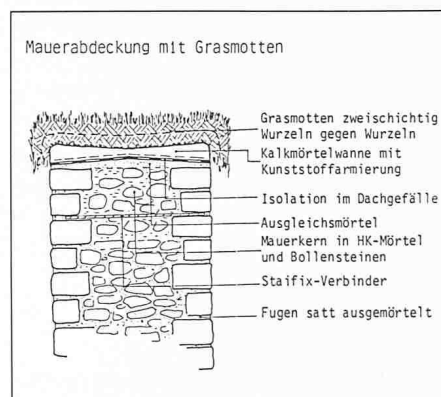 Mauerabdeckung mit Grasmotten
Grasmotten zweischichtig
Wurzeln gegen Wurzeln
Kalkmörtelwanne mit
Kunststoffarmierung
Isolation im Dachgefälle
Ausgleichsmörtel
Mauerkern in HK-Mörtel
und Bollensteinen
Staifix-Verbinder
Fugen satt ausgemörtelt